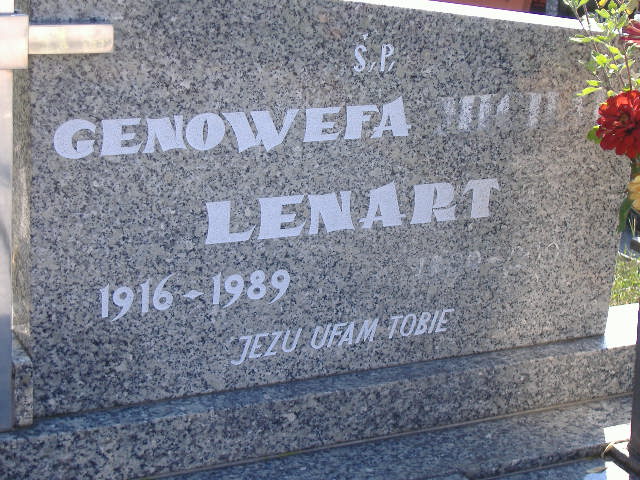 Ś.P.
GENOWEFA
LENART
1916 - 1989
JEZU UFAM TOBIE